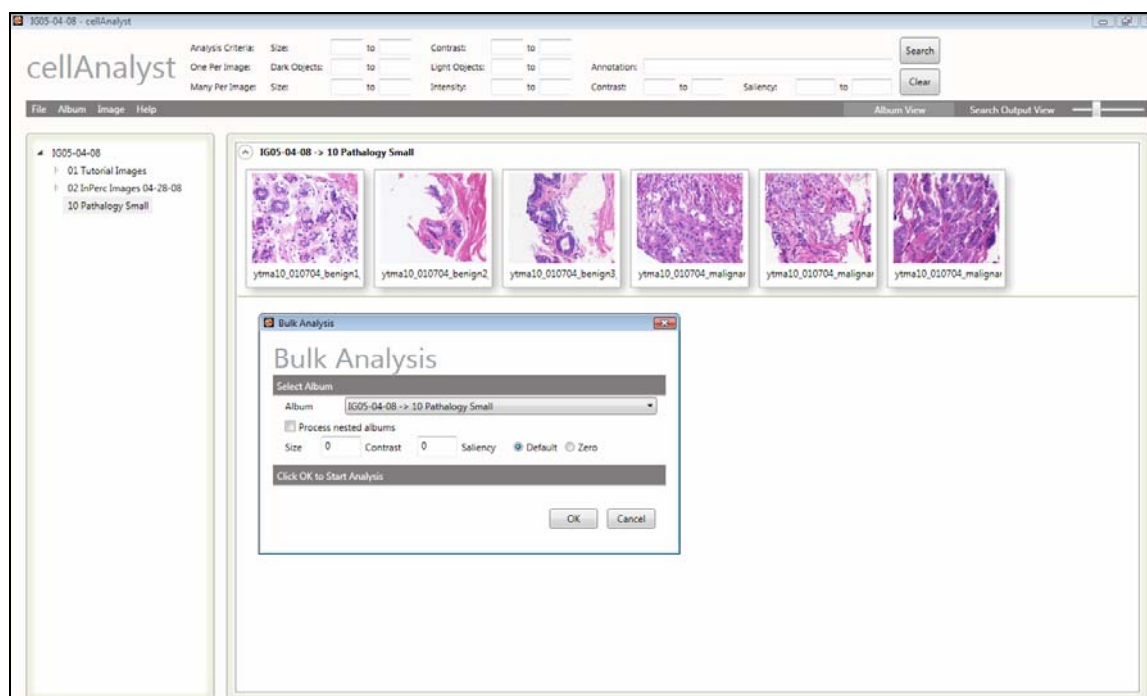 IG05-04-08 - cellAnalyst
cellAnalyst
Analysis Criteria: Size: to Contrast: to
One Per Image: Dark Objects: to Light Objects: to Annotation:
Many Per Image: Size: to Intensity: to Contrast: to Saliency: to
Search
Clear
File Album Image Help Album View Search Output View
IG05-04-08
01 Tutorial Images
02 InPerc Images 04-28-08
10 Pathalogy Small
IG05-04-08 -> 10 Pathalogy Small
ytma10_010704_benign1_ ytma10_010704_benign2_ ytma10_010704_benign3_ ytma10_010704_malignar ytma10_010704_malignar ytma10_010704_malignar
Bulk Analysis
Bulk Analysis
Select Album
Album IG05-04-08 -> 10 Pathalogy Small
Process nested albums
Size 0 Contrast 0 Saliency Default Zero
Click OK to Start Analysis
OK Cancel